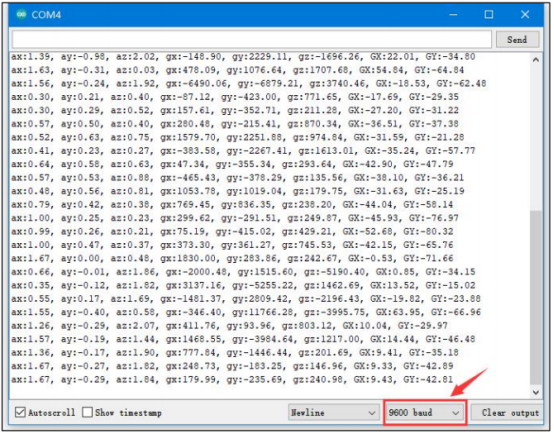 COM4
Send
ax:1.39, ay:-0.98, az:2.02, gx:-148.90, gy:2229.11, gz:-1696.26, GX:22.01, GY:-34.80
ax:1.63, ay:-0.31, az:0.03, gx:478.09, gy:1076.64, gz:1707.68, GX:54.84, GY:-64.84
ax:1.56, ay:-0.24, az:1.92, gx:-6490.06, gy:-6879.21, gz:3740.46, GX:-18.53, GY:-62.48
ax:0.30, ay:0.21, az:0.40, gx:-87.12, gy:-423.00, gz:771.65, GX:-17.69, GY:-29.35
ax:0.30, ay:0.29, az:0.52, gx:157.61, gy:-352.71, gz:211.28, GX:-27.20, GY:-31.22
ax:0.57, ay:0.50, az:0.40, gx:280.48, gy:-215.41, gz:870.34, GX:-36.51, GY:-37.38
ax:0.52, ay:0.63, az:0.75, gx:1579.70, gy:2251.88, gz:974.84, GX:-31.59, GY:-21.28
ax:0.41, ay:0.23, az:0.27, gx:-383.58, gy:-2267.41, gz:1613.01, GX:-35.24, GY:-57.77
ax:0.64, ay:0.58, az:0.63, gx:47.34, gy:-355.34, gz:293.64, GX:-42.90, GY:-47.79
ax:0.57, ay:0.53, az:0.88, gx:-465.43, gy:-378.29, gz:135.56, GX:-38.10, GY:-36.21
ax:0.48, ay:0.56, az:0.81, gx:1053.78, gy:1019.04, gz:179.75, GX:-31.63, GY:-25.19
ax:0.79, ay:0.42, az:0.38, gx:769.45, gy:836.35, gz:238.20, GX:-44.04, GY:-58.14
ax:1.00, ay:0.25, az:0.23, gx:299.62, gy:-291.51, gz:249.87, GX:-45.93, GY:-76.97
ax:0.99, ay:0.26, az:0.21, gx:75.19, gy:-415.02, gz:429.21, GX:-52.68, GY:-80.32
ax:1.00, ay:0.47, az:0.37, gx:373.30, gy:361.27, gz:745.53, GX:-42.15, GY:-65.76
ax:1.67, ay:0.00, az:0.48, gx:1830.00, gy:283.86, gz:242.67, GX:-0.53, GY:-71.66
ax:0.66, ay:-0.01, az:1.86, gx:-2000.48, gy:1515.60, gz:-5190.40, GX:0.85, GY:-34.15
ax:0.35, ay:-0.12, az:1.82, gx:3137.16, gy:-5255.22, gz:1462.69, GX:13.52, GY:-15.02
ax:0.55, ay:0.17, az:1.69, gx:-1481.37, gy:2809.42, gz:-2196.43, GX:-19.82, GY:-23.88
ax:1.55, ay:-0.40, az:0.58, gx:-346.40, gy:11766.28, gz:-3995.75, GX:63.95, GY:-66.96
ax:1.26, ay:-0.29, az:2.07, gx:411.76, gy:93.96, gz:803.12, GX:10.04, GY:-29.97
ax:1.57, ay:-0.19, az:1.44, gx:1468.55, gy:-3984.64, gz:1217.00, GX:14.44, GY:-46.48
ax:1.36, ay:-0.17, az:1.90, gx:777.84, gy:-1446.44, gz:201.69, GX:9.41, GY:-35.18
ax:1.67, ay:-0.27, az:1.82, gx:248.73, gy:-183.25, gz:146.96, GX:9.33, GY:-42.89
ax:1.67, ay:-0.29, az:1.84, gx:179.99, gy:-235.69, gz:240.98, GX:9.43, GY:-42.81
Autoscroll Show timestamp Newline 9600 baud Clear output